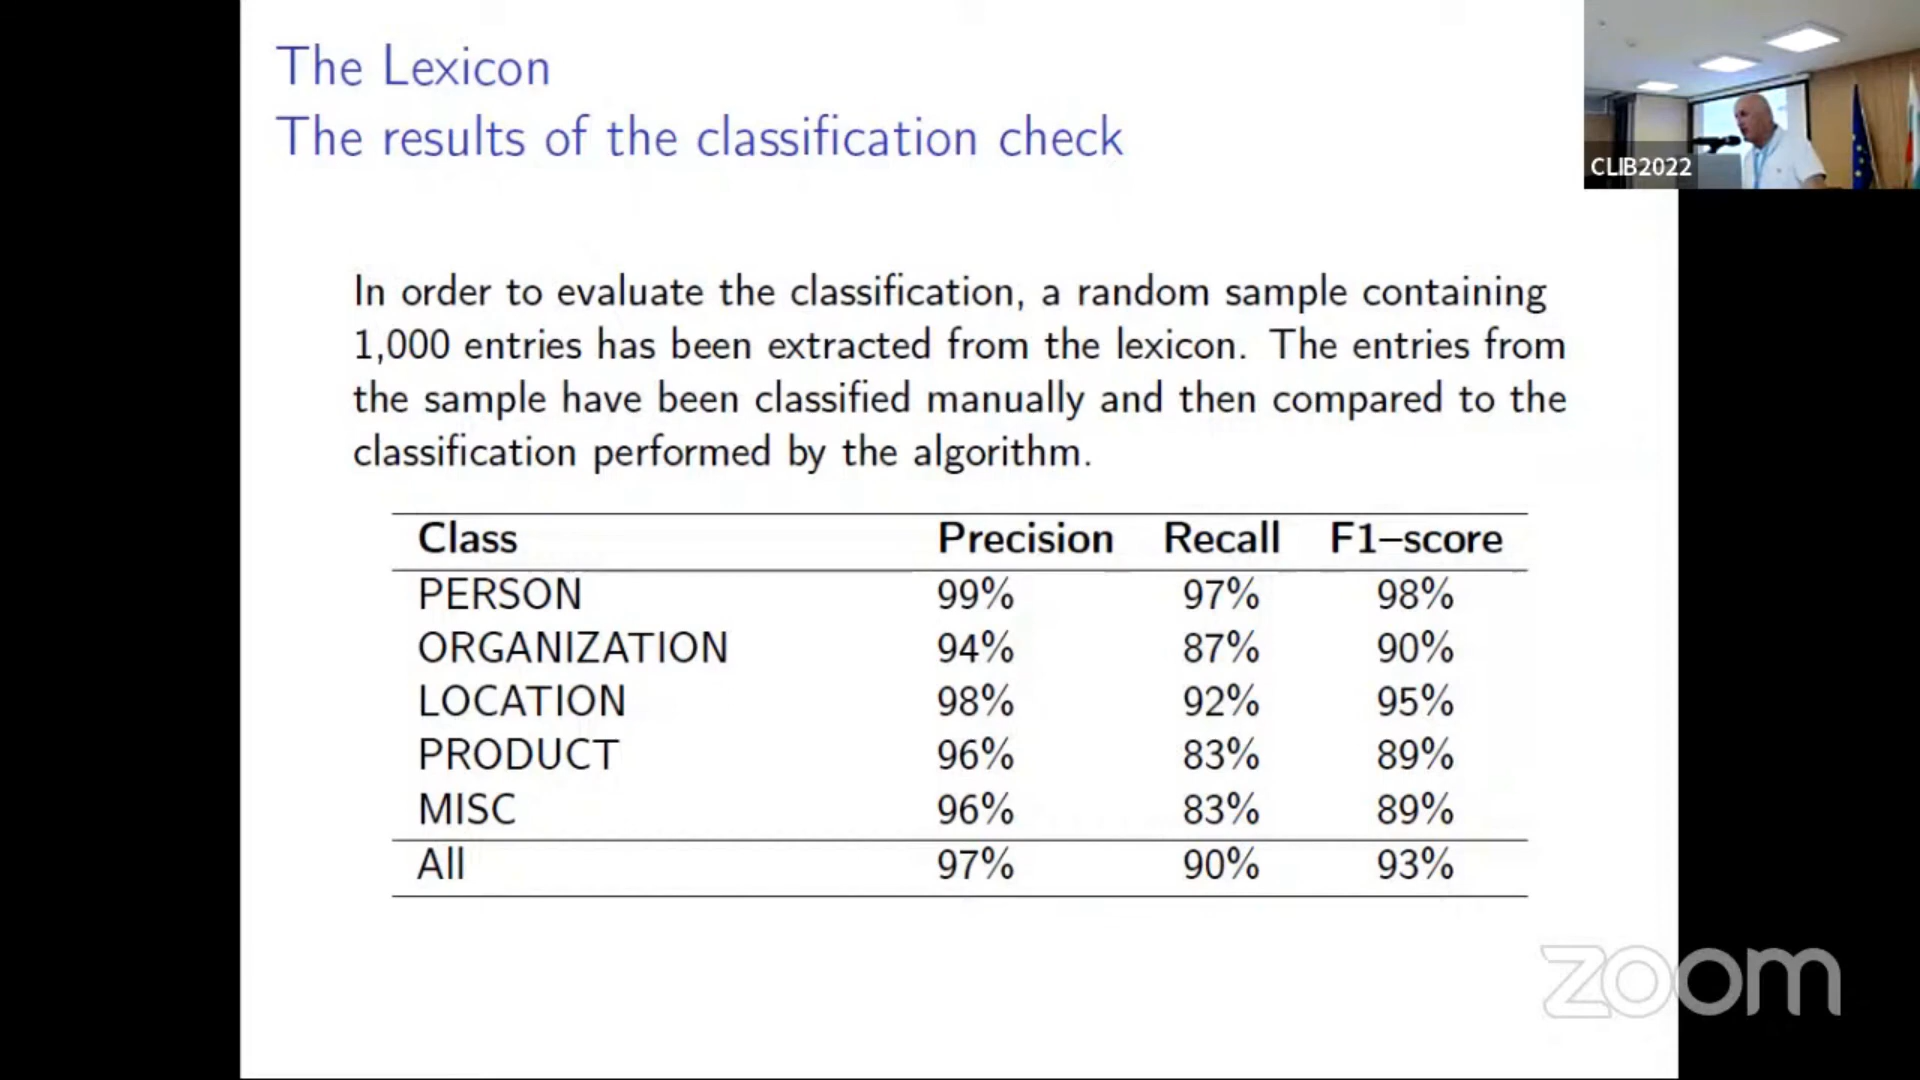 The Lexicon
The results of the classification check
CLIB2022
In order to evaluate the classification, a random sample containing
1,000 entries has been extracted from the lexicon. The entries from
the sample have been classified manually and then compared to the
classification performed by the algorithm.
Class Precision Recall F1–score
PERSON 99% 97% 98%
ORGANIZATION 94% 87% 90%
LOCATION 98% 92% 95%
PRODUCT 96% 83% 89%
MISC 96% 83% 89%
All 97% 90% 93%
zoom